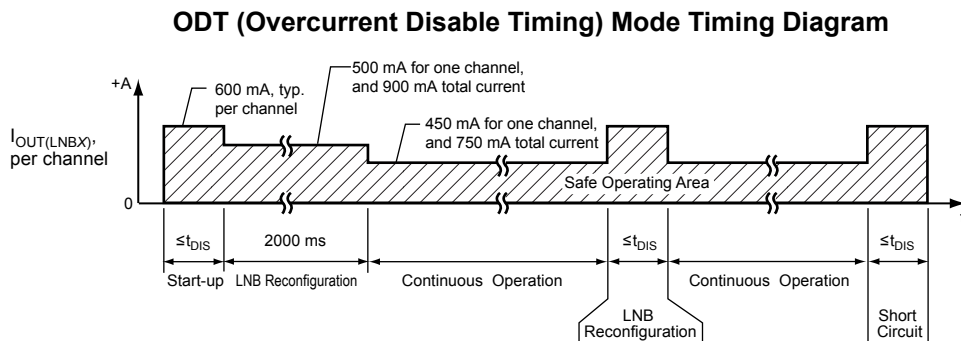 ODT (Overcurrent Disable Timing) Mode Timing Diagram
+A
600 mA, typ.
per channel
500 mA for one channel,
and 900 mA total current
450 mA for one channel,
and 750 mA total current
IOUT(LNBX),
per channel
Safe Operating Area
0
≤tDIS
2000 ms
≤tDIS
≤tDIS
Start-up
LNB Reconfiguration
Continuous Operation
Continuous Operation
LNB
Reconfiguration
Short
Circuit